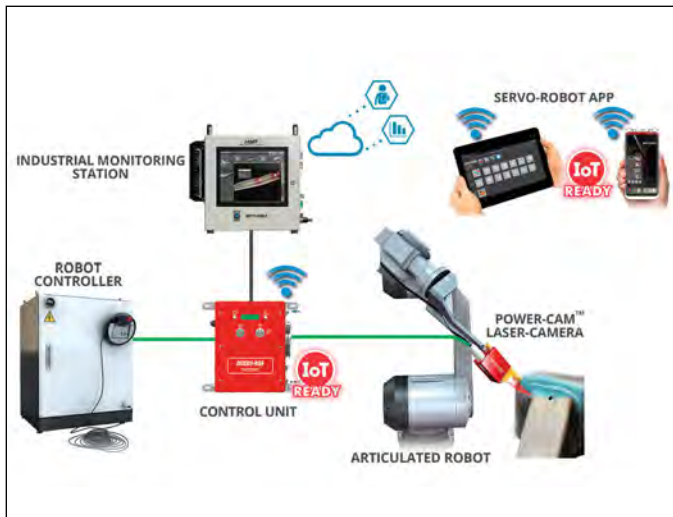 SERVO-ROBOT APP
INDUSTRIAL MONITORING
STATION
IoT
READY
ROBOT
CONTROLLER
POWER-CAM™
LASER-CAMERA
IoT
READY
CONTROL UNIT
ARTICULATED ROBOT